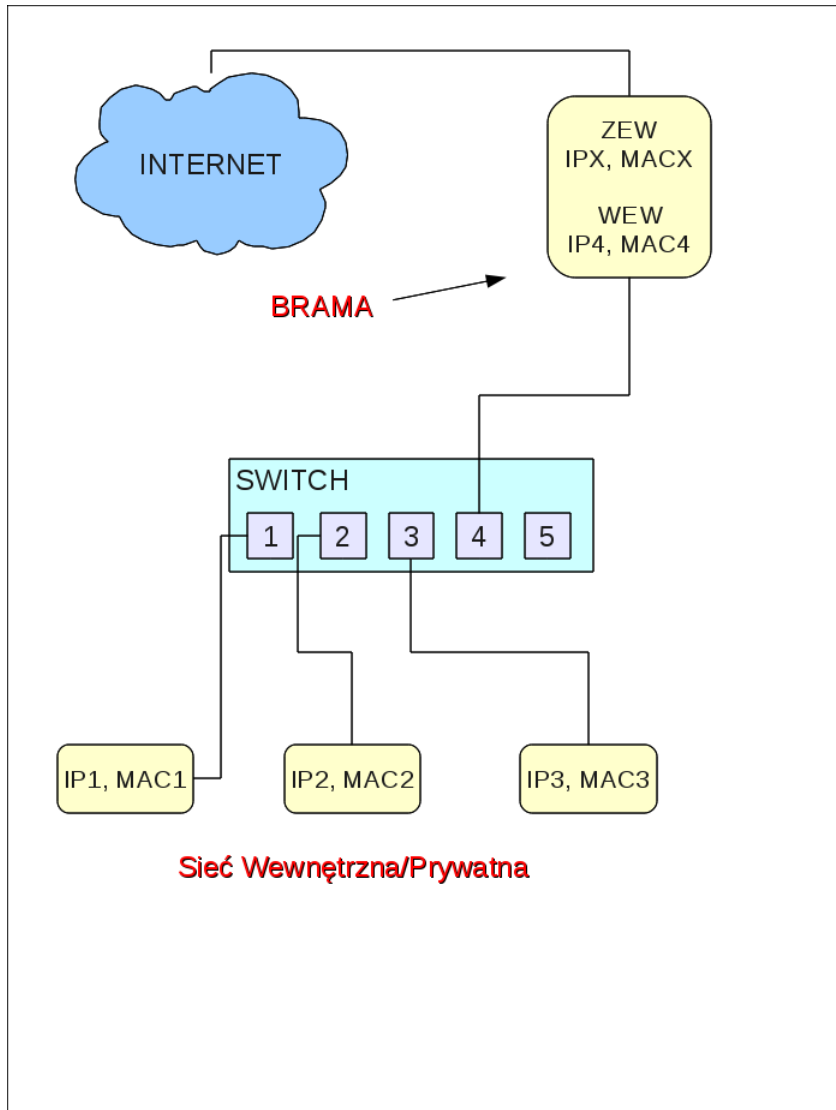 INTERNET
ZEW
IPX, MACX
WEW
IP4, MAC4
BRAMA
SWITCH
1
2
3
4
5
IP1, MAC1
IP2, MAC2
IP3, MAC3
Sieć Wewnętrzna/Prywatna